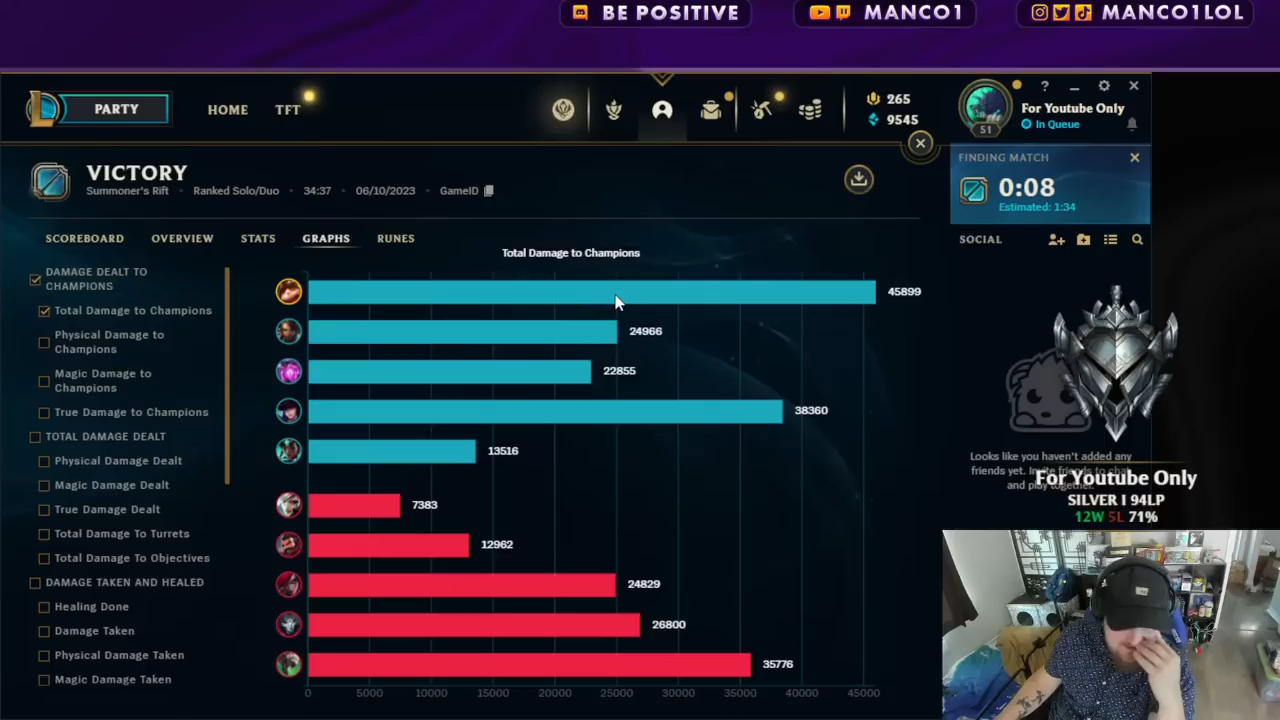 BE POSITIVE
MANCO1
MANCO1LOL
PARTY
HOME
TFT
265
9545
?
For Youtube Only
In Queue
51
VICTORY
Summoner's Rift • Ranked Solo/Duo • 34:37 • 06/10/2023 • GameID
FINDING MATCH
0:08
Estimated: 1:34
SOCIAL
SCOREBOARD
OVERVIEW
STATS
GRAPHS
RUNES
Total Damage to Champions
DAMAGE DEALT TO
CHAMPIONS
Total Damage to Champions
Physical Damage to
Champions
Magic Damage to
Champions
True Damage to Champions
TOTAL DAMAGE DEALT
Physical Damage Dealt
Magic Damage Dealt
True Damage Dealt
Total Damage To Turrets
Total Damage To Objectives
DAMAGE TAKEN AND HEALED
Healing Done
Damage Taken
Physical Damage Taken
Magic Damage Taken
45899
24966
22855
38360
13516
7383
12962
24829
26800
35776
0 5000 10000 15000 20000 25000 30000 35000 40000 45000
Looks like you haven't added any
friends yet. Invite friends to chat
and play together.
For Youtube Only
SILVER I 94LP
12W 5L 71%